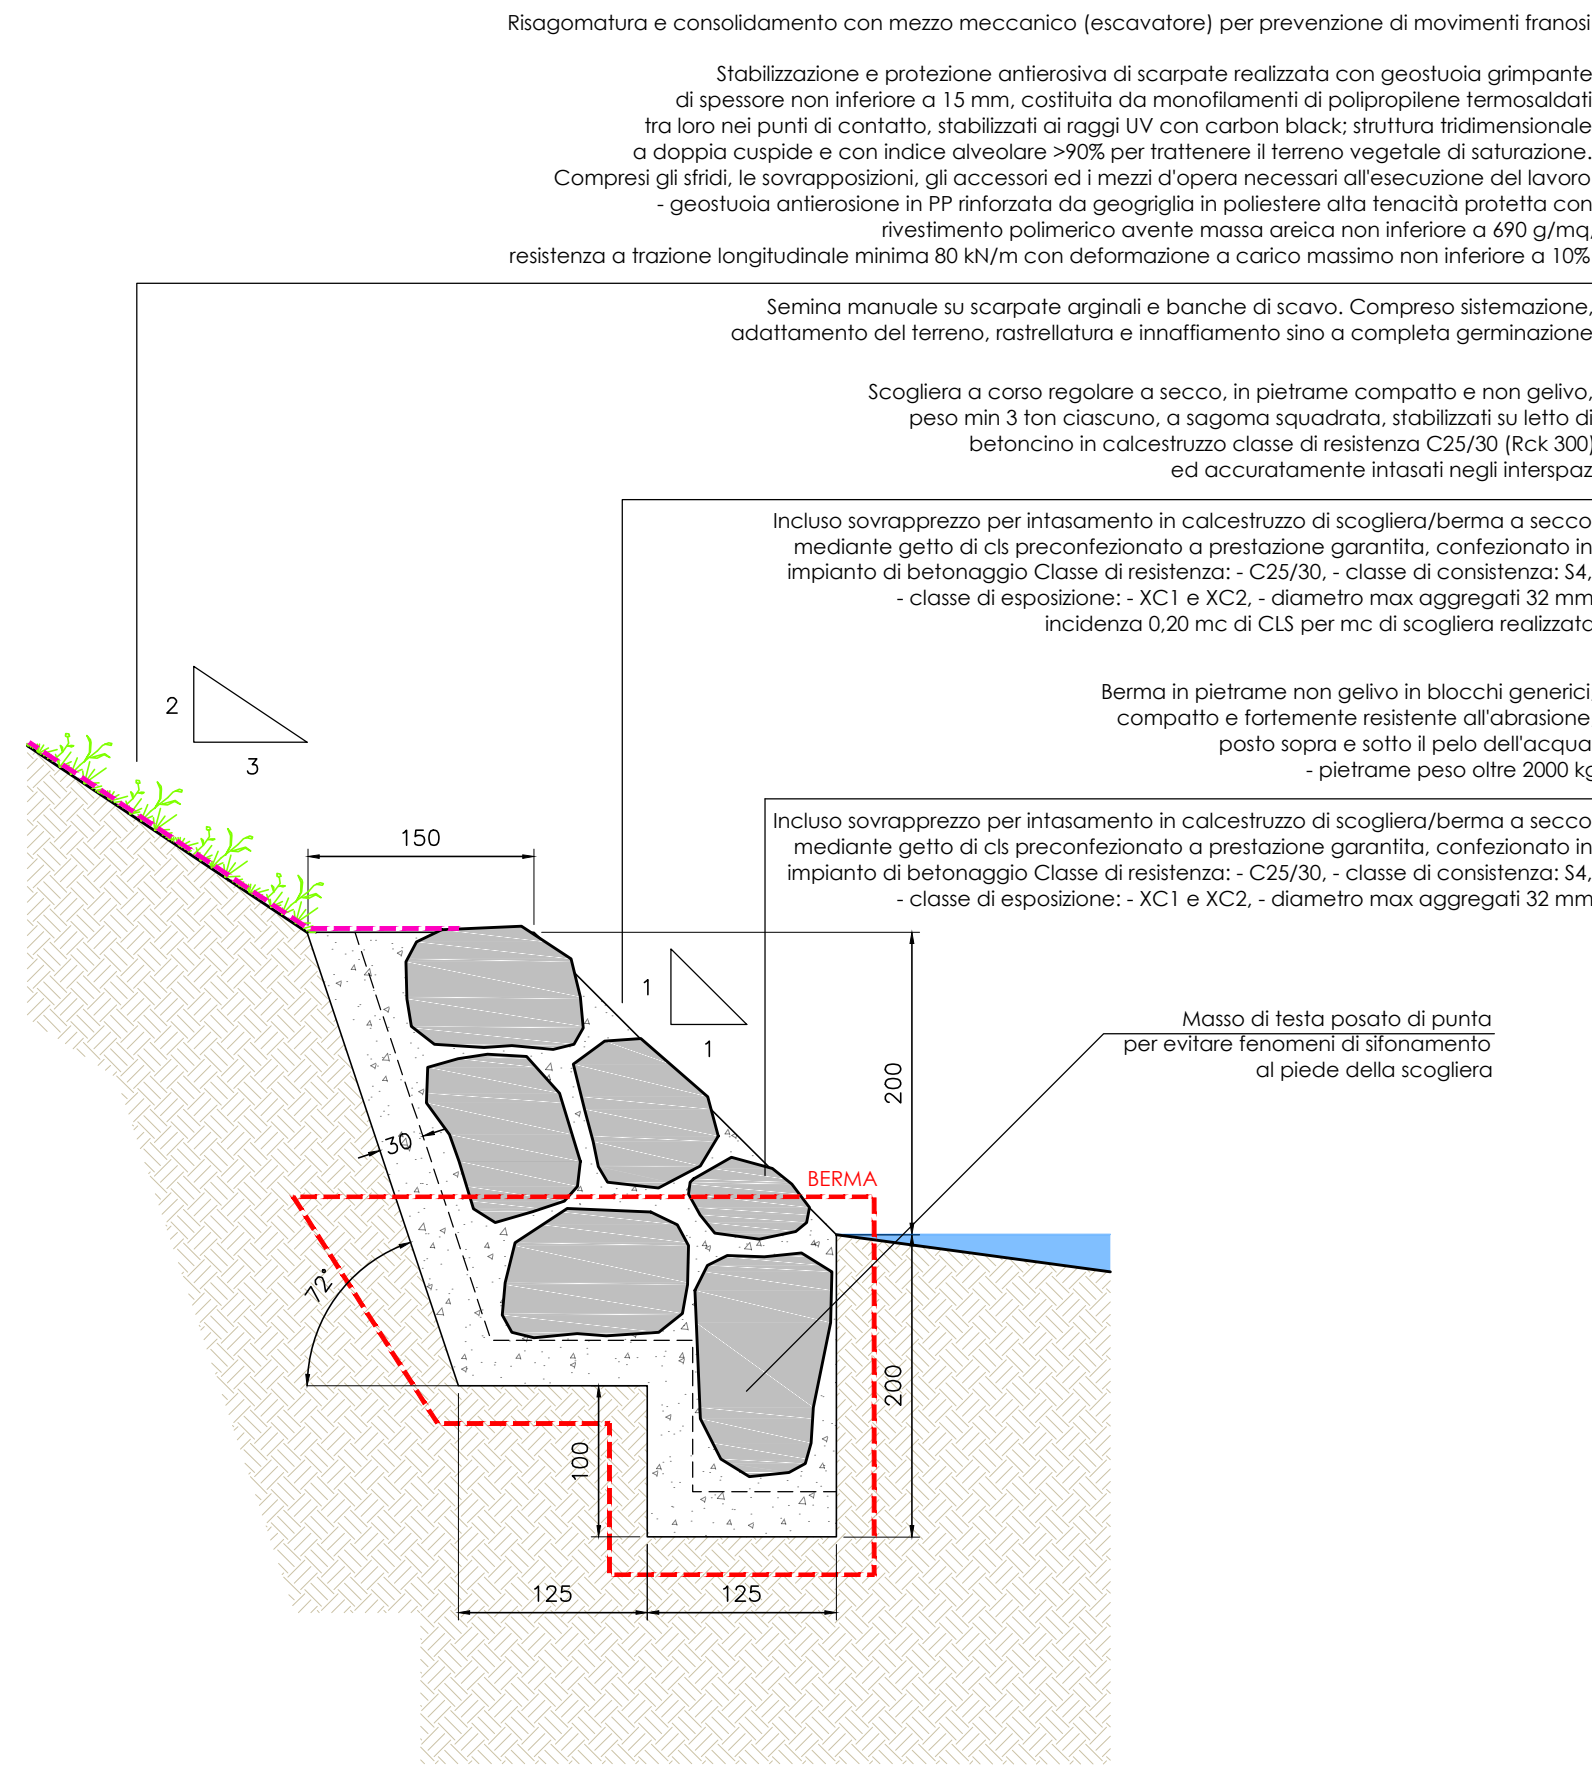 Risagomatura e consolidamento con mezzo meccanico (escavatore) per prevenzione di movimenti franosi
Stabilizzazione e protezione antierosiva di scarpate realizzata con geostuoia grimpante
di spessore non inferiore a 15 mm, costituita da monofilamenti di polipropilene termosaldati
tra loro nei punti di contatto, stabilizzati ai raggi UV con carbon black; struttura tridimensionale
a doppia cuspide e con indice alveolare >90% per trattenere il terreno vegetale di saturazione.
Compresi gli sfridi, le sovrapposizioni, gli accessori ed i mezzi d'opera necessari all'esecuzione del lavoro
- geostuoia antierosione in PP rinforzata da geogriglia in poliestere alta tenacità protetta con
rivestimento polimerico avente massa areica non inferiore a 690 g/mq,
resistenza a trazione longitudinale minima 80 kN/m con deformazione a carico massimo non inferiore a 10%
Semina manuale su scarpate arginali e banche di scavo. Compreso sistemazione,
adattamento del terreno, rastrellatura e innaffiamento sino a completa germinazione
Scogliera a corso regolare a secco, in pietrame compatto e non gelivo,
peso min 3 ton ciascuno, a sagoma squadrata, stabilizzati su letto di
betoncino in calcestruzzo classe di resistenza C25/30 (Rck 300)
ed accuratamente intasati negli interspaz
Incluso sovrapprezzo per intasamento in calcestruzzo di scogliera/berma a secco
mediante getto di cls preconfezionato a prestazione garantita, confezionato in
impianto di betonaggio Classe di resistenza: - C25/30, - classe di consistenza: S4,
- classe di esposizione: - XC1 e XC2, - diametro max aggregati 32 mm
incidenza 0,20 mc di CLS per mc di scogliera realizzata
Berma in pietrame non gelivo in blocchi generici,
compatto e fortemente resistente all'abrasione
posto sopra e sotto il pelo dell'acqua
- pietrame peso oltre 2000 kg
Incluso sovrapprezzo per intasamento in calcestruzzo di scogliera/berma a secco
mediante getto di cls preconfezionato a prestazione garantita, confezionato in
impianto di betonaggio Classe di resistenza: - C25/30, - classe di consistenza: S4,
- classe di esposizione: - XC1 e XC2, - diametro max aggregati 32 mm
2
3
150
1
1
Masso di testa posato di punta
per evitare fenomeni di sifonamento
al piede della scogliera
200
30
BERMA
72°
200
100
125
125